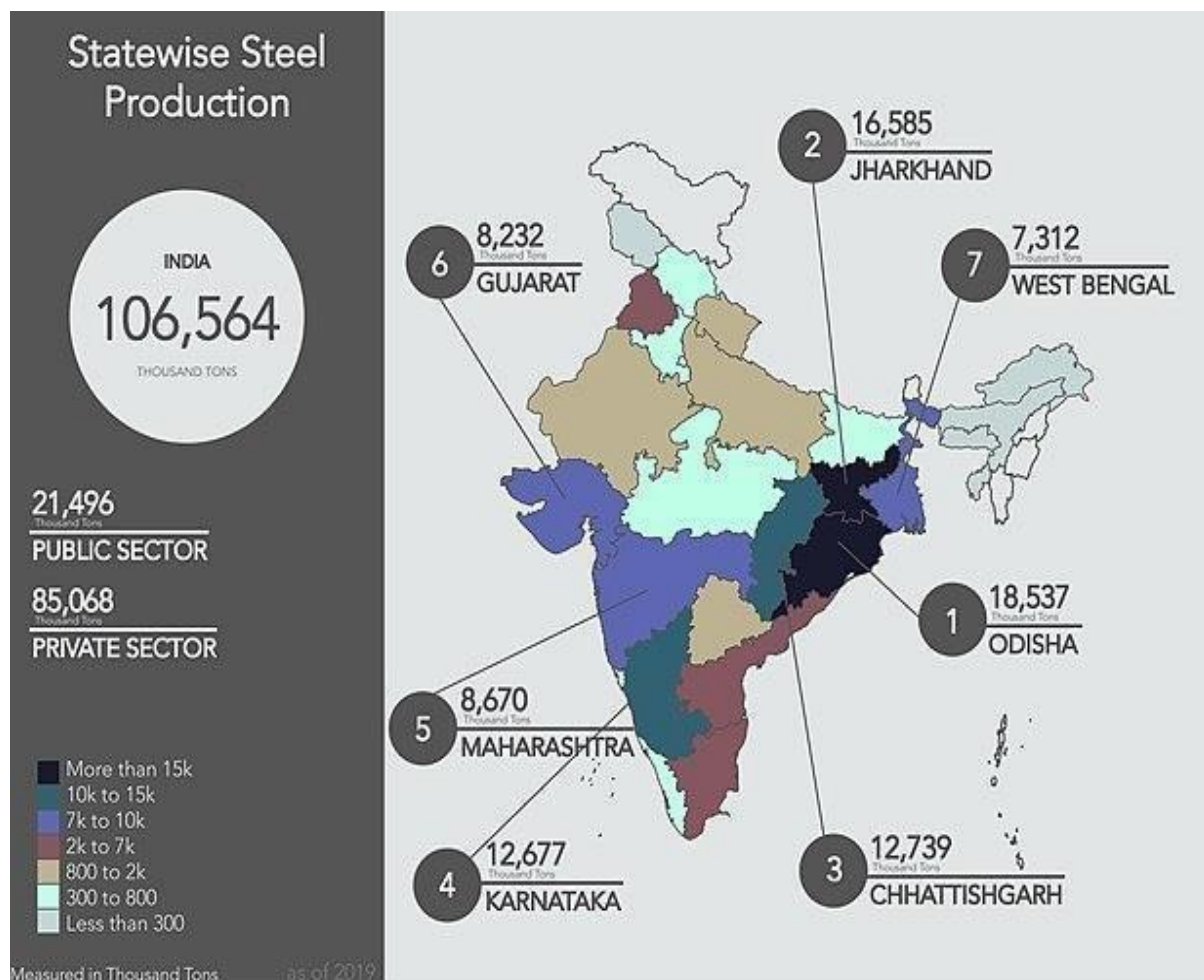 Statewise Steel
Production
INDIA
106,564
THOUSAND TONS
21,496
Thousand Tons
PUBLIC SECTOR
85,068
Thousand Tons
PRIVATE SECTOR
More than 15k
10k to 15k
7k to 10k
2k to 7k
800 to 2k
300 to 800
Less than 300
Measured in Thousand Tons
as of 2019
2
16,585
Thousand Tons
JHARKHAND
6
8,232
Thousand Tons
GUJARAT
7
7,312
Thousand Tons
WEST BENGAL
1
18,537
Thousand Tons
ODISHA
5
8,670
Thousand Tons
MAHARASHTRA
4
12,677
Thousand Tons
KARNATAKA
3
12,739
Thousand Tons
CHHATTISHGARH